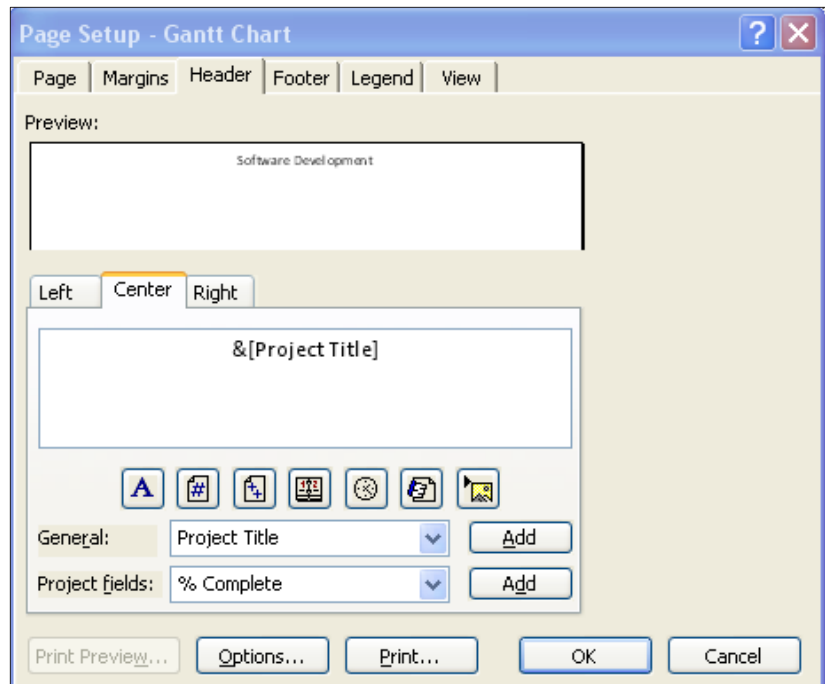 Page Setup - Gantt Chart
Page Margins Header Footer Legend View
Preview:
Software Development
Left Center Right
&[Project Title]
A #
General: Project Title Add
Project fields: % Complete Add
Print Preview... Options... Print... OK Cancel